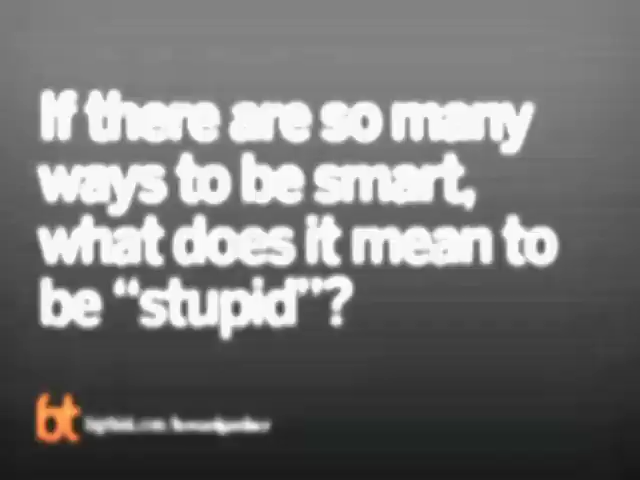 If there are so many
ways to be smart,
what does it mean to
be “stupid”?
bt